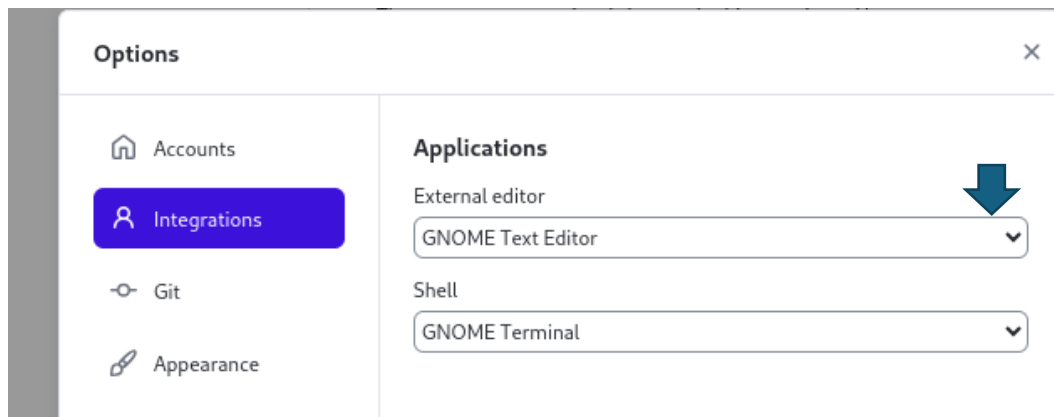 Options
Accounts
Integrations
Git
Appearance
Applications
External editor
GNOME Text Editor
Shell
GNOME Terminal